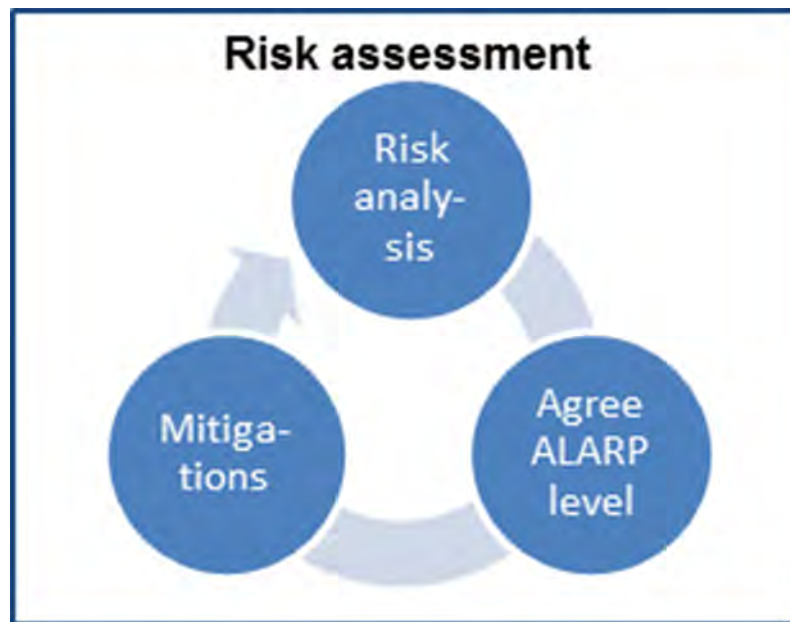 Risk assessment
Risk
analy-
sis
Agree
ALARP
level
Mitiga-
tions